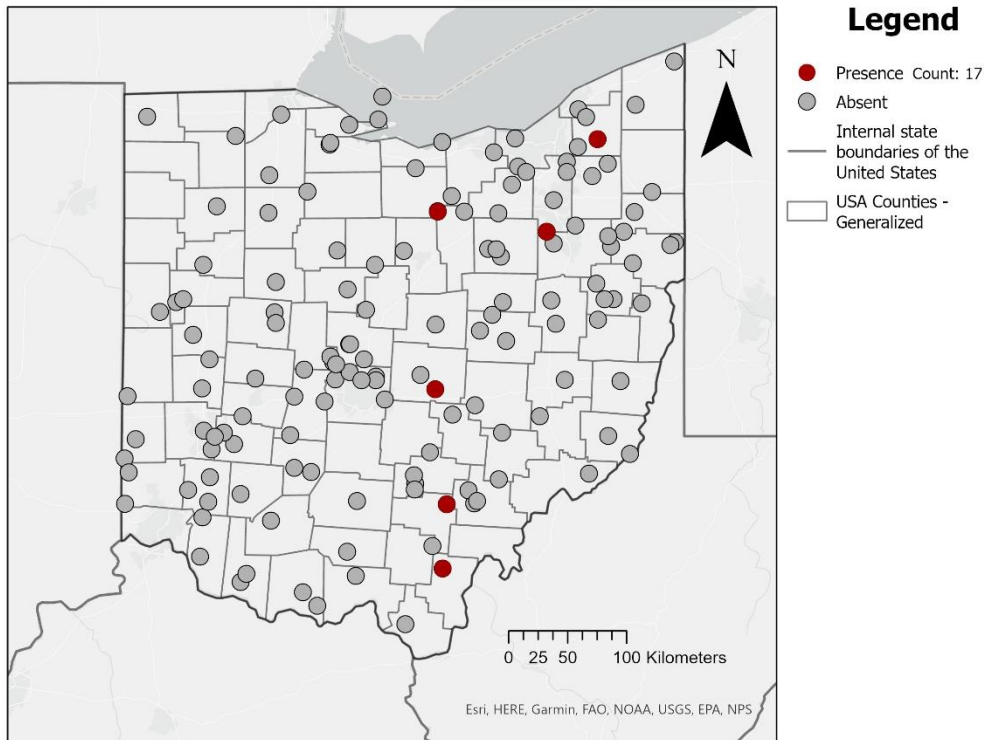 Legend
N
Presence Count: 17
Absent
Internal state
boundaries of the
United States
USA Counties -
Generalized
0 25 50 100 Kilometers
Esri, HERE, Garmin, FAO, NOAA, USGS, EPA, NPS